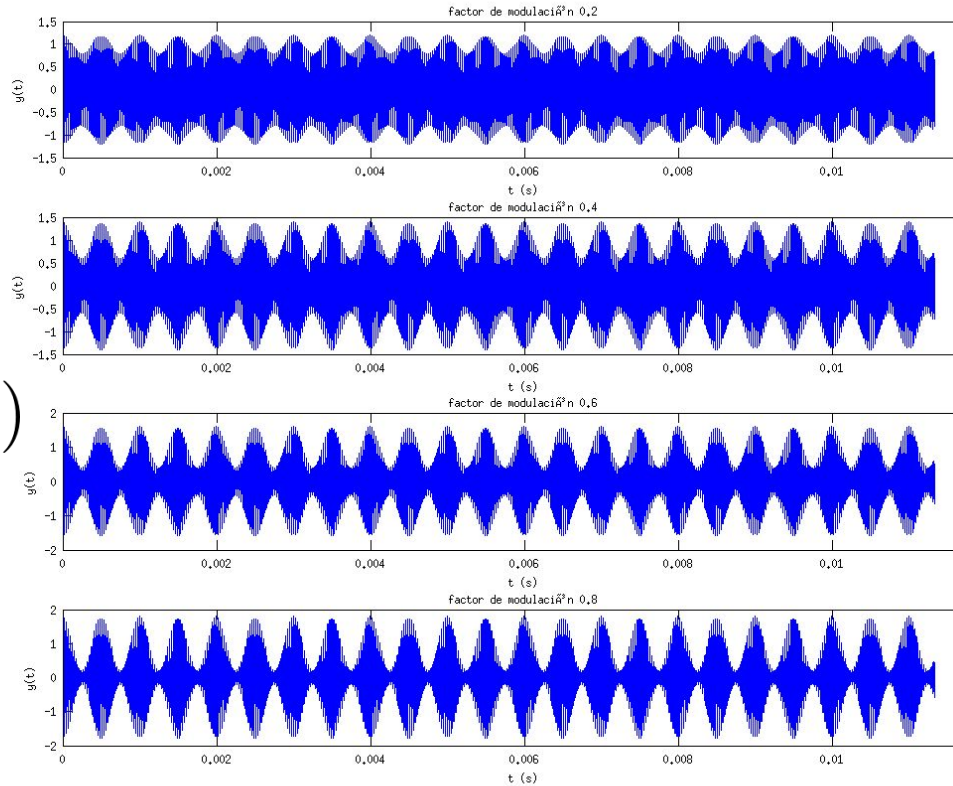 factor de modulaciÃ³n 0.2
1.5
1
0.5
0
-0.5
-1
-1.5
y(t)
0 0.002 0.004 0.006 0.008 0.01
t (s)
factor de modulaciÃ³n 0.4
1.5
1
0.5
0
-0.5
-1
-1.5
y(t)
0 0.002 0.004 0.006 0.008 0.01
t (s)
)
factor de modulaciÃ³n 0.6
2
1
0
-1
-2
y(t)
0 0.002 0.004 0.006 0.008 0.01
t (s)
factor de modulaciÃ³n 0.8
2
1
0
-1
-2
y(t)
0 0.002 0.004 0.006 0.008 0.01
t (s)